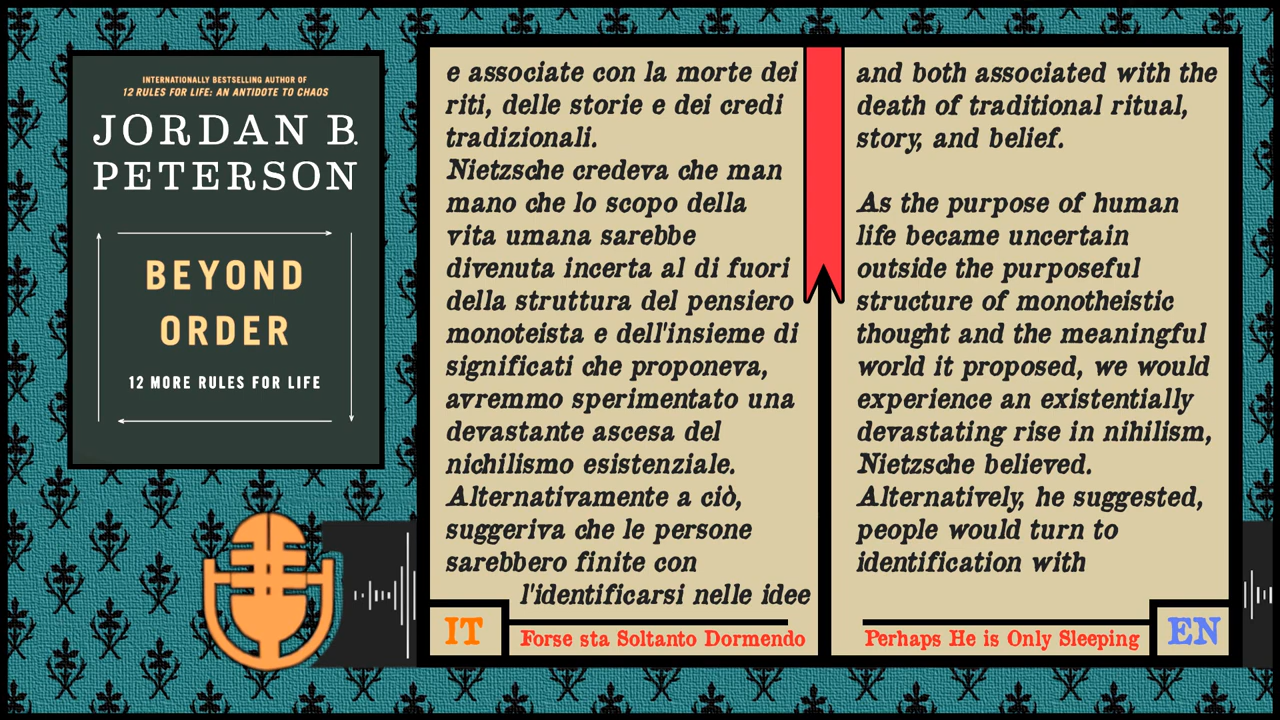 INTERNATIONALLY BESTSELLING AUTHOR OF
12 RULES FOR LIFE: AN ANTIDOTE TO CHAOS
JORDAN B.
PETERSON
BEYOND
ORDER
12 MORE RULES FOR LIFE
e associate con la morte dei
riti, delle storie e dei credi
tradizionali.
Nietzsche credeva che man
mano che lo scopo della
vita umana sarebbe
divenuta incerta al di fuori
della struttura del pensiero
monoteista e dell'insieme di
significati che proponeva,
avremmo sperimentato una
devastante ascesa del
nichilismo esistenziale.
Alternativamente a ciò,
suggeriva che le persone
sarebbero finite con
l'identificarsi nelle idee
IT
Forse sta Soltanto Dormendo
and both associated with the
death of traditional ritual,
story, and belief.
As the purpose of human
life became uncertain
outside the purposeful
structure of monotheistic
thought and the meaningful
world it proposed, we would
experience an existentially
devastating rise in nihilism,
Nietzsche believed.
Alternatively, he suggested,
people would turn to
identification with
Perhaps He is Only Sleeping
EN